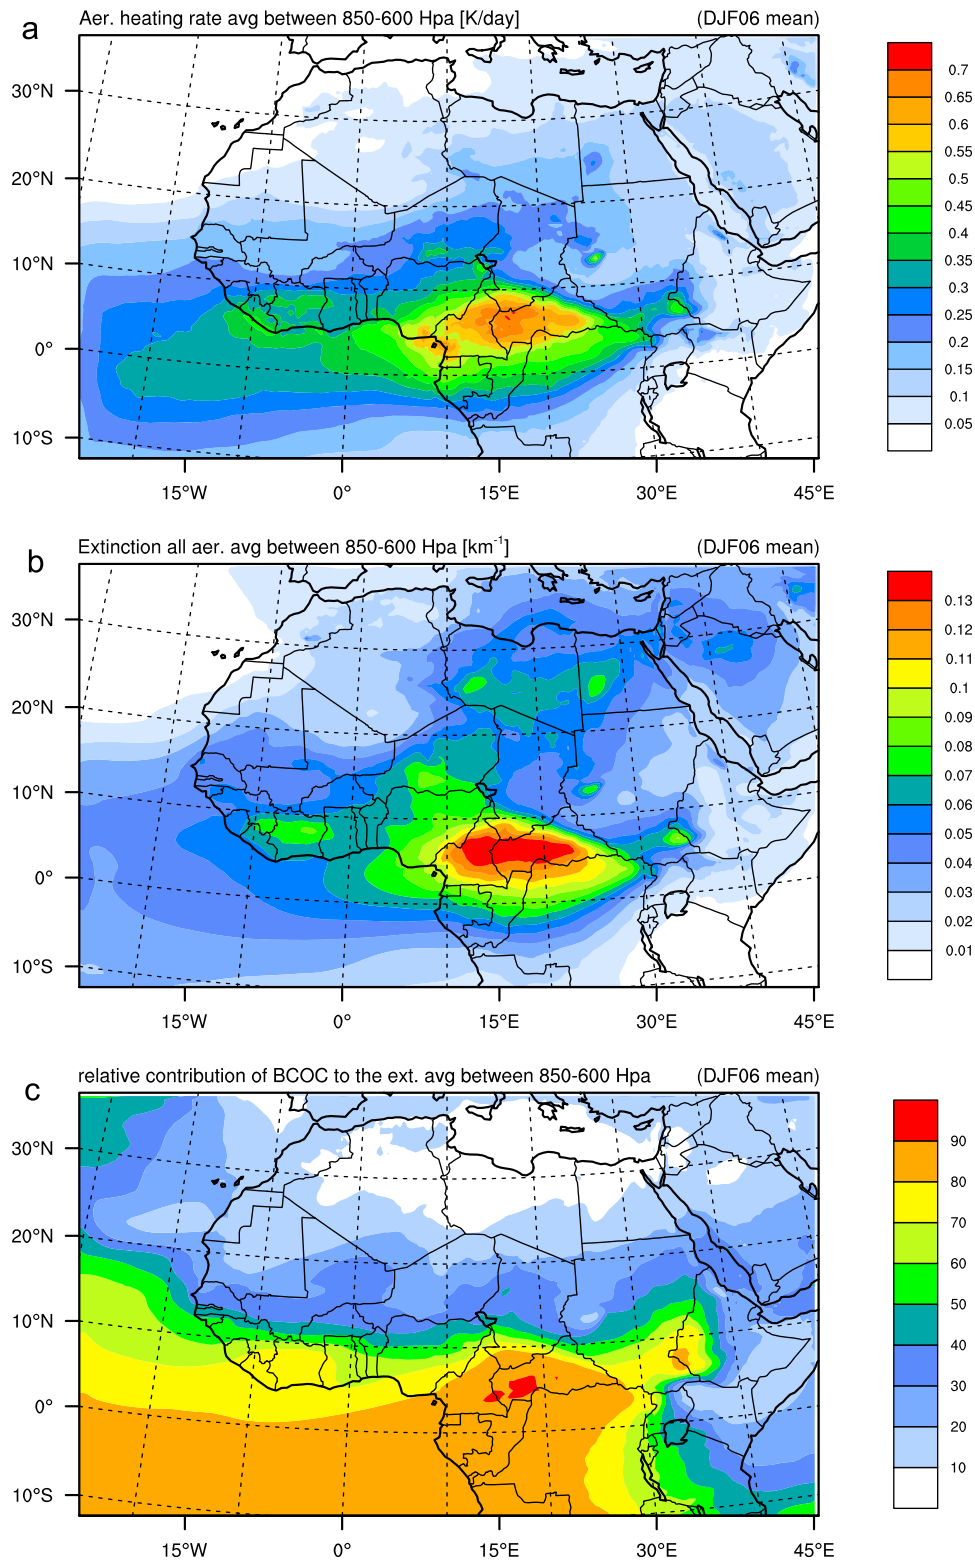 a
Aer. heating rate avg between 850-600 Hpa [K/day] (DJF06 mean)
30°N
20°N
10°N
0°
10°S
15°W 0° 15°E 30°E 45°E
0.7
0.65
0.6
0.55
0.5
0.45
0.4
0.35
0.3
0.25
0.2
0.15
0.1
0.05
b
Extinction all aer. avg between 850-600 Hpa [km⁻¹] (DJF06 mean)
30°N
20°N
10°N
0°
10°S
15°W 0° 15°E 30°E 45°E
0.13
0.12
0.11
0.1
0.09
0.08
0.07
0.06
0.05
0.04
0.03
0.02
0.01
c
relative contribution of BCOC to the ext. avg between 850-600 Hpa (DJF06 mean)
30°N
20°N
10°N
0°
10°S
15°W 0° 15°E 30°E 45°E
90
80
70
60
50
40
30
20
10